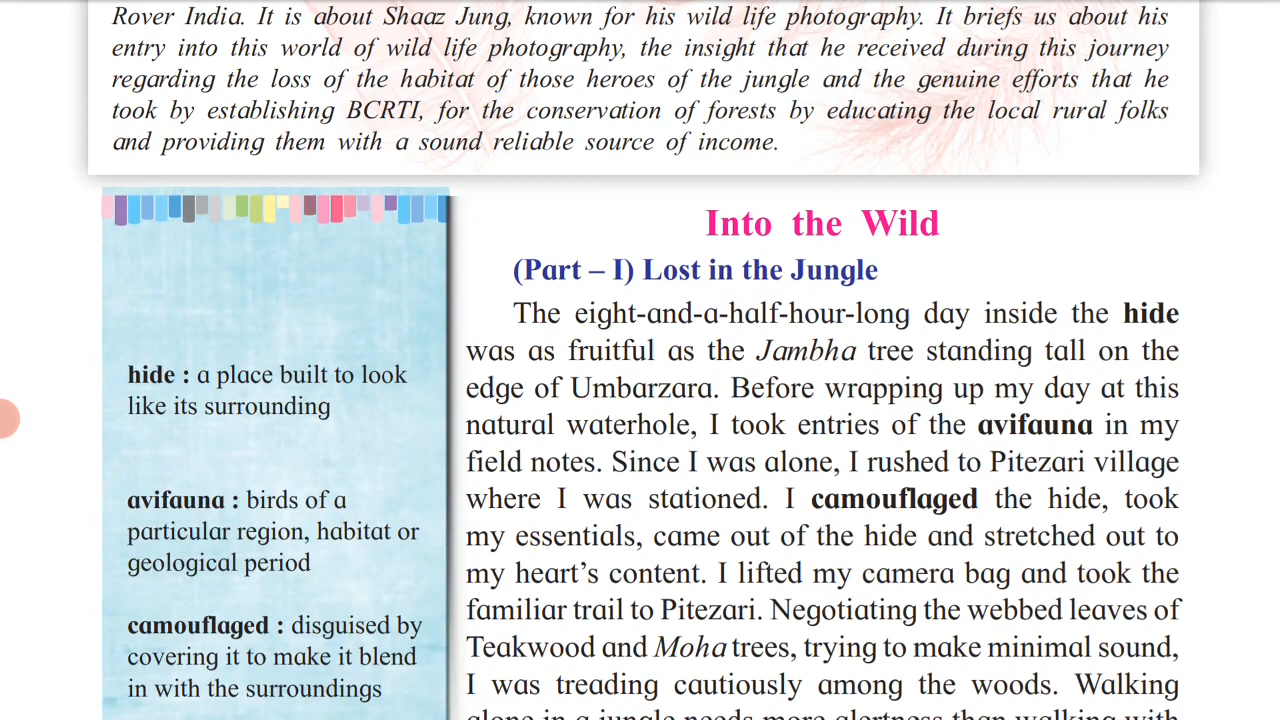 Rover India. It is about Shaaz Jung, known for his wild life photography. It briefs us about his
entry into this world of wild life photography, the insight that he received during this journey
regarding the loss of the habitat of those heroes of the jungle and the genuine efforts that he
took by establishing BCRTI, for the conservation of forests by educating the local rural folks
and providing them with a sound reliable source of income.
hide : a place built to look
like its surrounding
avifauna : birds of a
particular region, habitat or
geological period
camouflaged : disguised by
covering it to make it blend
in with the surroundings
Into the Wild
(Part – I) Lost in the Jungle
The eight-and-a-half-hour-long day inside the hide
was as fruitful as the Jambha tree standing tall on the
edge of Umbarzara. Before wrapping up my day at this
natural waterhole, I took entries of the avifauna in my
field notes. Since I was alone, I rushed to Pitezari village
where I was stationed. I camouflaged the hide, took
my essentials, came out of the hide and stretched out to
my heart's content. I lifted my camera bag and took the
familiar trail to Pitezari. Negotiating the webbed leaves of
Teakwood and Moha trees, trying to make minimal sound,
I was treading cautiously among the woods. Walking
alone in a jungle needs more alertness than walking with